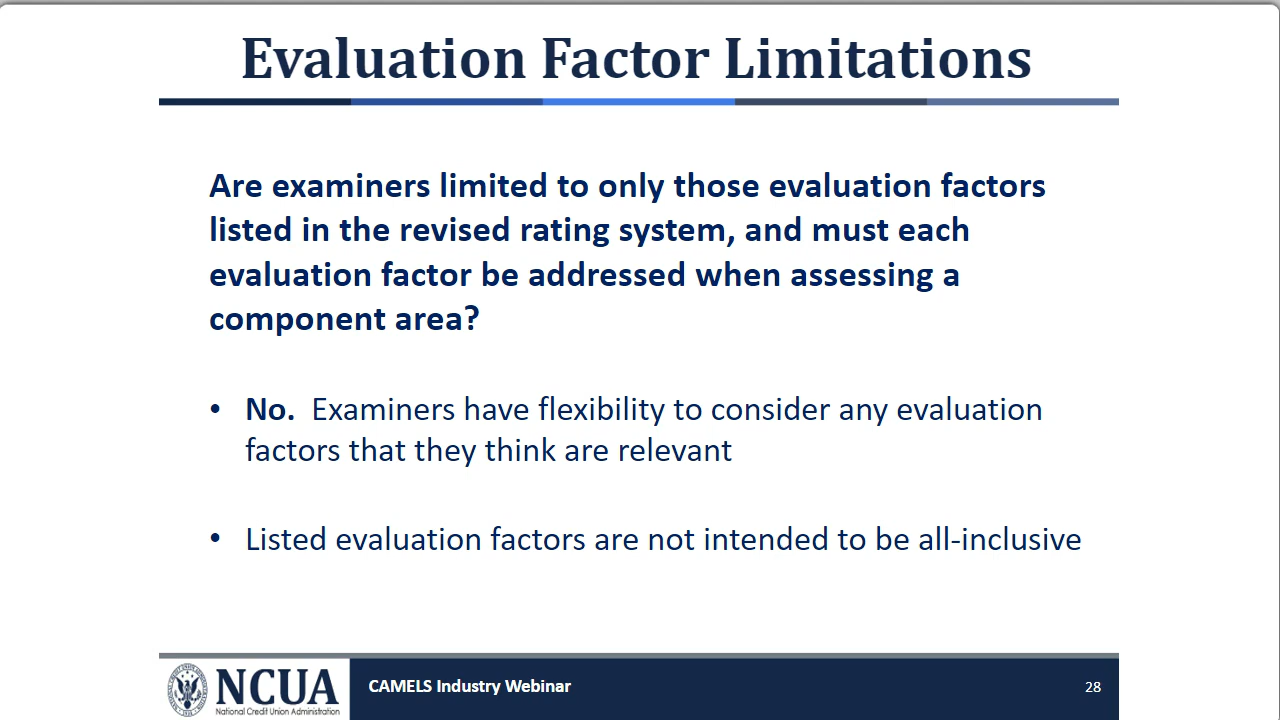 Evaluation Factor Limitations
Are examiners limited to only those evaluation factors
listed in the revised rating system, and must each
evaluation factor be addressed when assessing a
component area?
• No.  Examiners have flexibility to consider any evaluation
factors that they think are relevant
• Listed evaluation factors are not intended to be all-inclusive
NCUA
National Credit Union Administration
CAMELS Industry Webinar
28